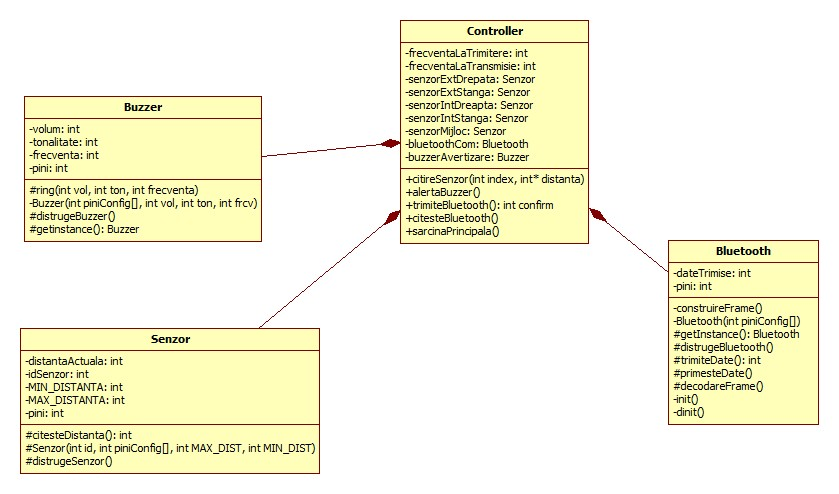 Controller
-frecventaLaTrimitere: int
-frecventaLaTransmisie: int
-senzorExtDrepata: Senzor
-senzorExtStanga: Senzor
-senzorIntDreapta: Senzor
-senzorIntStanga: Senzor
-senzorMijloc: Senzor
-bluetoothCom: Bluetooth
-buzzerAvertizare: Buzzer
+citireSenzor(int index, int* distanta)
+alertaBuzzer()
+trimiteBluetooth(): int confirm
+citesteBluetooth()
+sarcinaPrincipala()
Buzzer
-volum: int
-tonalitate: int
-frecventa: int
-pini: int
#ring(int vol, int ton, int frecventa)
-Buzzer(int piniConfig[], int vol, int ton, int frcv)
#distrugeBuzzer()
#getinstance(): Buzzer
Bluetooth
-dateTrimise: int
-pini: int
-construireFrame()
-Bluetooth(int piniConfig[])
#getInstance(): Bluetooth
#distrugeBluetooth()
#trimiteDate(): int
#primesteDate()
#decodareFrame()
-init()
-dinit()
Senzor
-distantaActuala: int
-idSenzor: int
-MIN_DISTANTA: int
-MAX_DISTANTA: int
-pini: int
#citesteDistanta(): int
#Senzor(int id, int piniConfig[], int MAX_DIST, int MIN_DIST)
#distrugeSenzor()